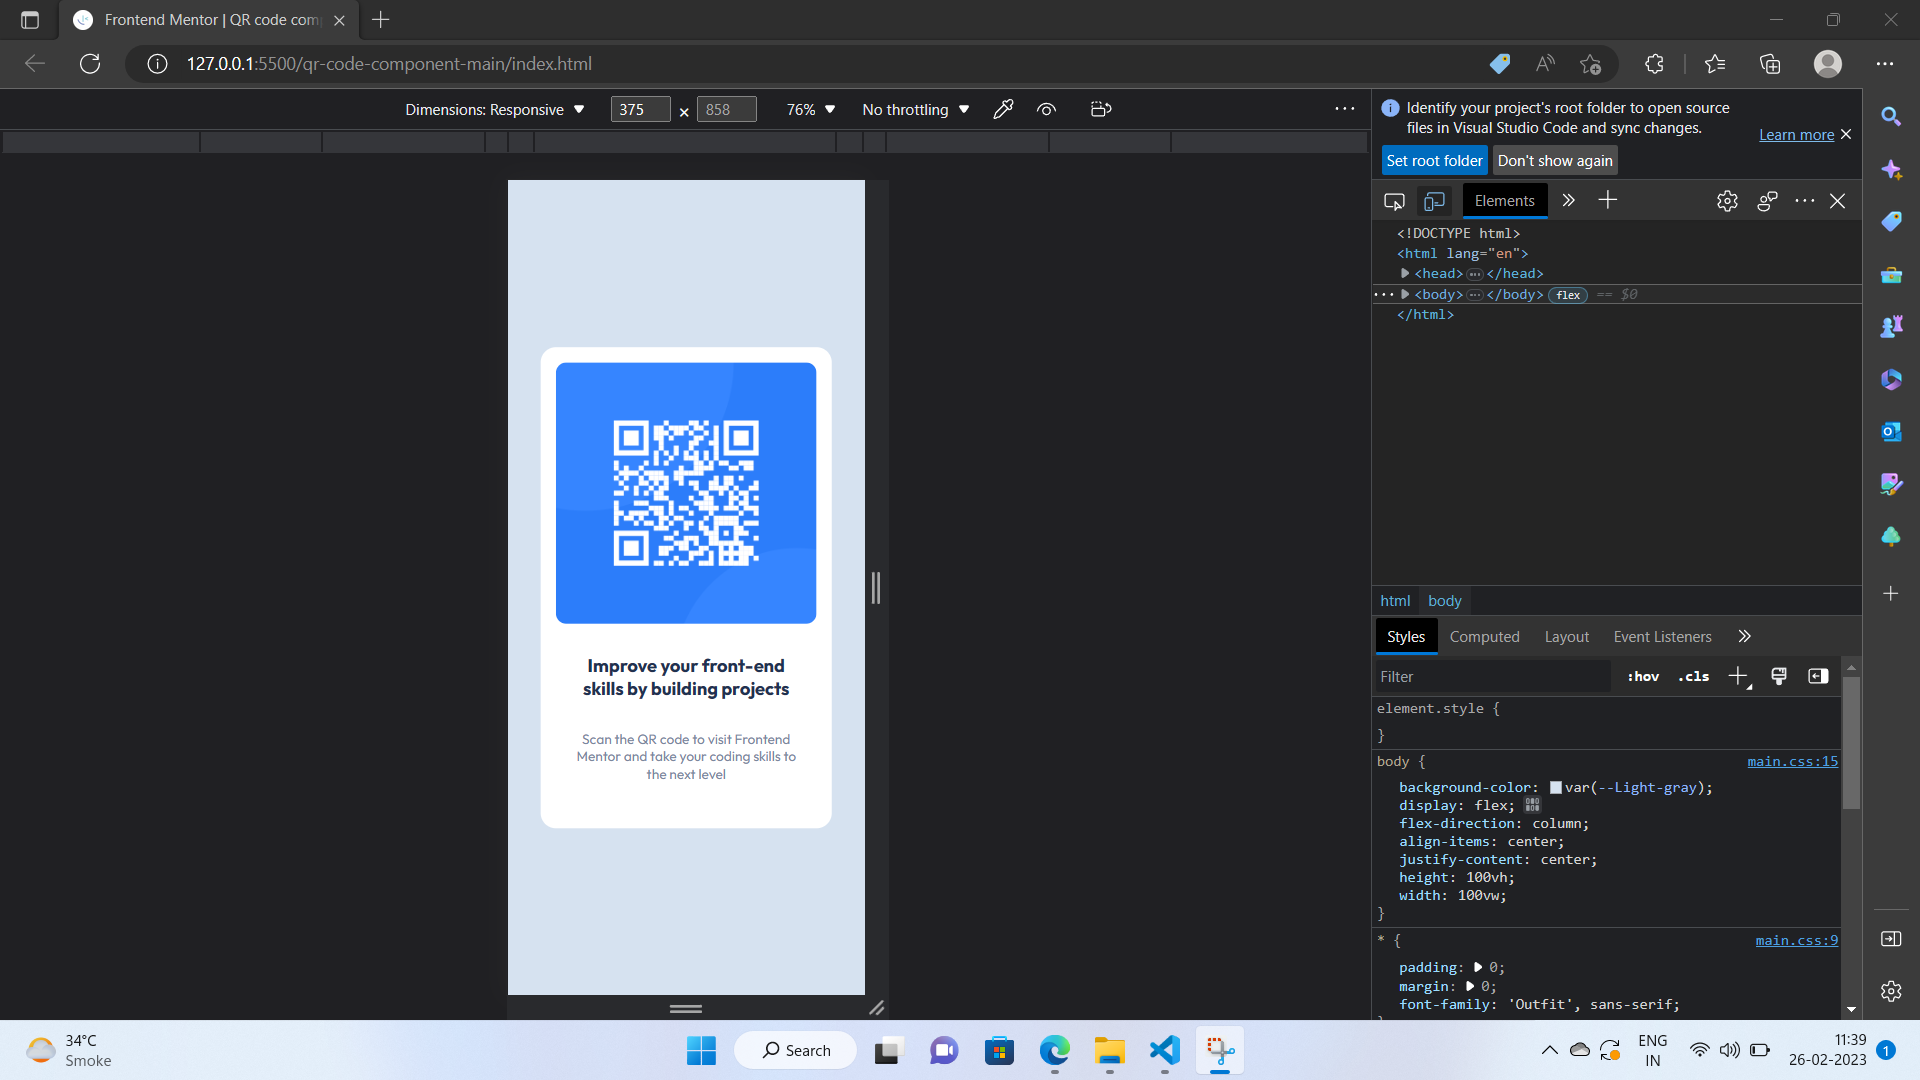 Frontend Mentor | QR code com
127.0.0.1:5500/qr-code-component-main/index.html
Dimensions: Responsive 375 × 858 76% No throttling
Identify your project's root folder to open source
files in Visual Studio Code and sync changes.
Learn more
Set root folder Don't show again
Elements
<!DOCTYPE html>
<html lang="en">
<head>…</head>
<body>…</body> flex == $0
</html>
Improve your front-end
skills by building projects
Scan the QR code to visit Frontend
Mentor and take your coding skills to
the next level
html body
Styles Computed Layout Event Listeners
Filter :hov .cls
element.style {
}
body { main.css:15
background-color: var(--Light-gray);
display: flex;
flex-direction: column;
align-items: center;
justify-content: center;
height: 100vh;
width: 100vw;
}
* { main.css:9
padding: 0;
margin: 0;
font-family: 'Outfit', sans-serif;
34°C
Smoke
Search
ENG
IN
11:39
26-02-2023
1